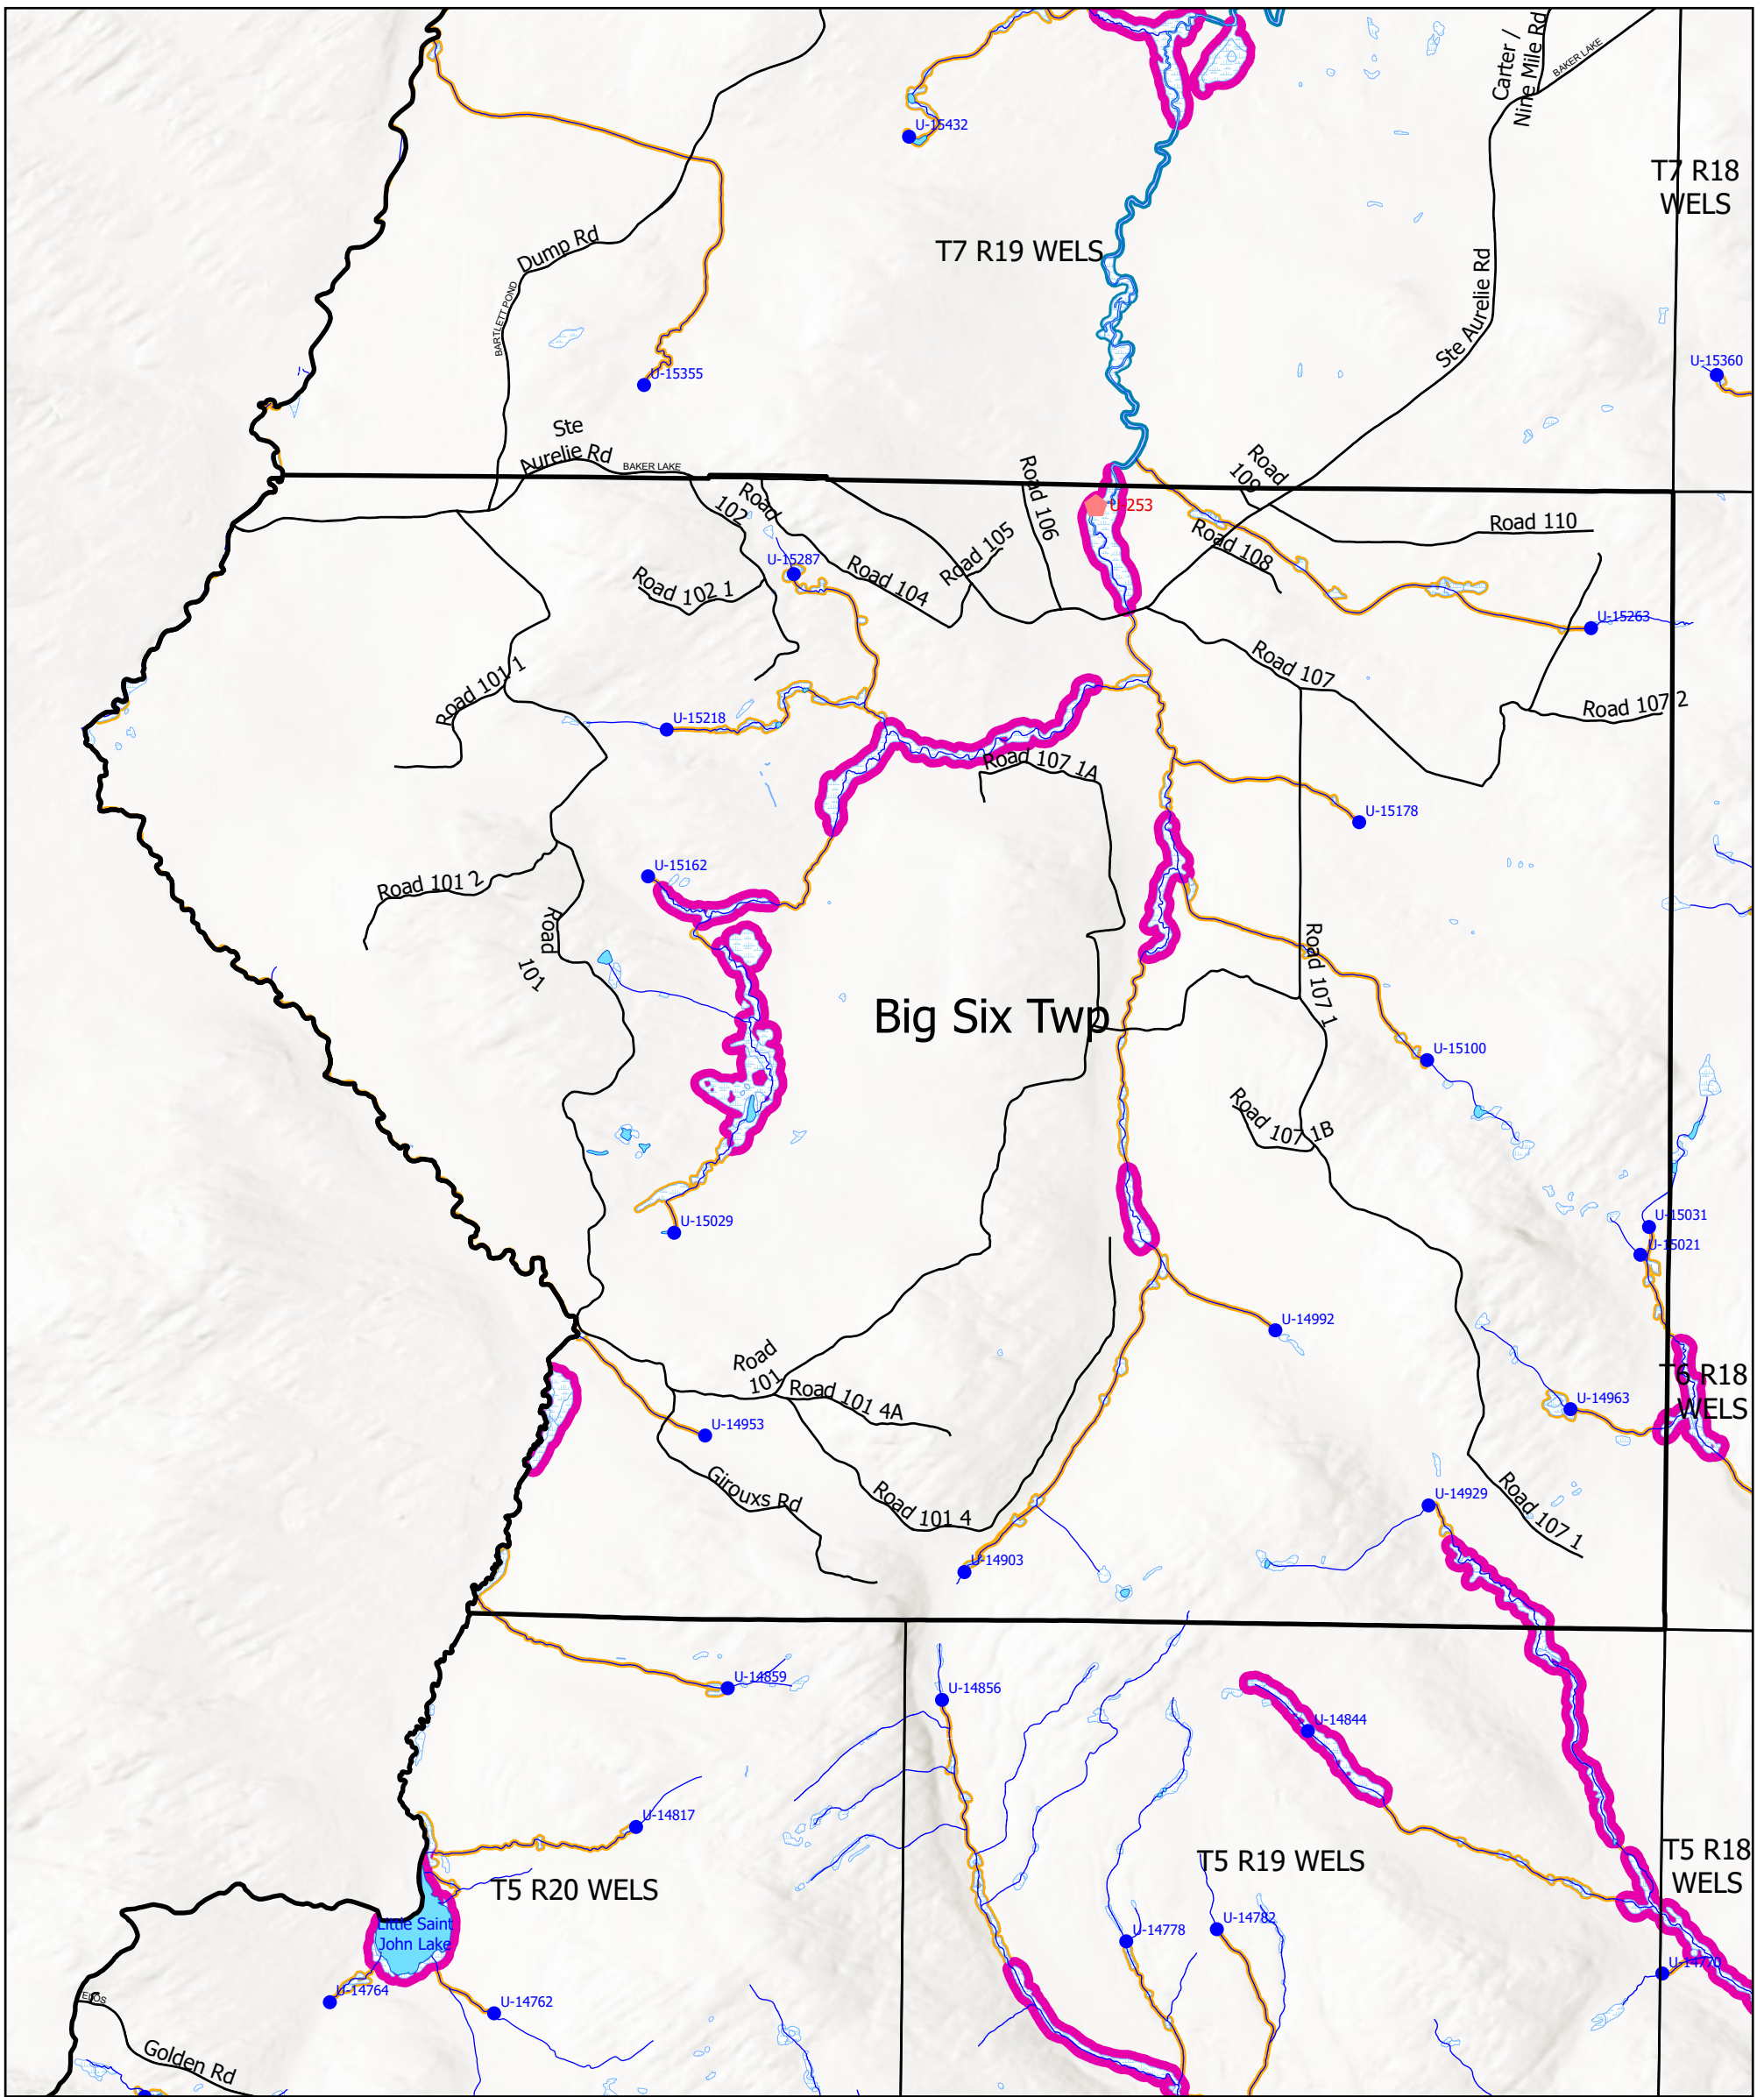 Carter /
Nine Mile Rd
BAKER LAKE
U-15432
T7 R18
WELS
Dump Rd
T7 R19 WELS
BARTLETT POND
Ste Aurelie Rd
U-15355
U-15360
Ste
Aurelie Rd
BAKER LAKE
Road
109
Road
102
Road 106
U-253
Road 110
Road 105
Road 108
U-15287
Road 102 1
Road 104
U-15263
Road 107
Road 101 1
U-15218
Road 107 2
Road 107 1A
U-15178
U-15162
Road 101 2
Road
101
Road 107 1
Big Six Twp
U-15100
Road 107 1B
U-15029
U-15031
U-15021
U-14992
Road
101
Road 101 4A
T6 R18
WELS
U-14963
U-14953
Girouxs Rd
Road 101 4
U-14929
Road 107 1
U-14903
U-14859
U-14856
U-14844
U-14817
T5 R19 WELS
T5 R18
WELS
T5 R20 WELS
Little Saint
John Lake
U-14778
U-14782
U-14770
U-14764
U-14762
Golden Rd